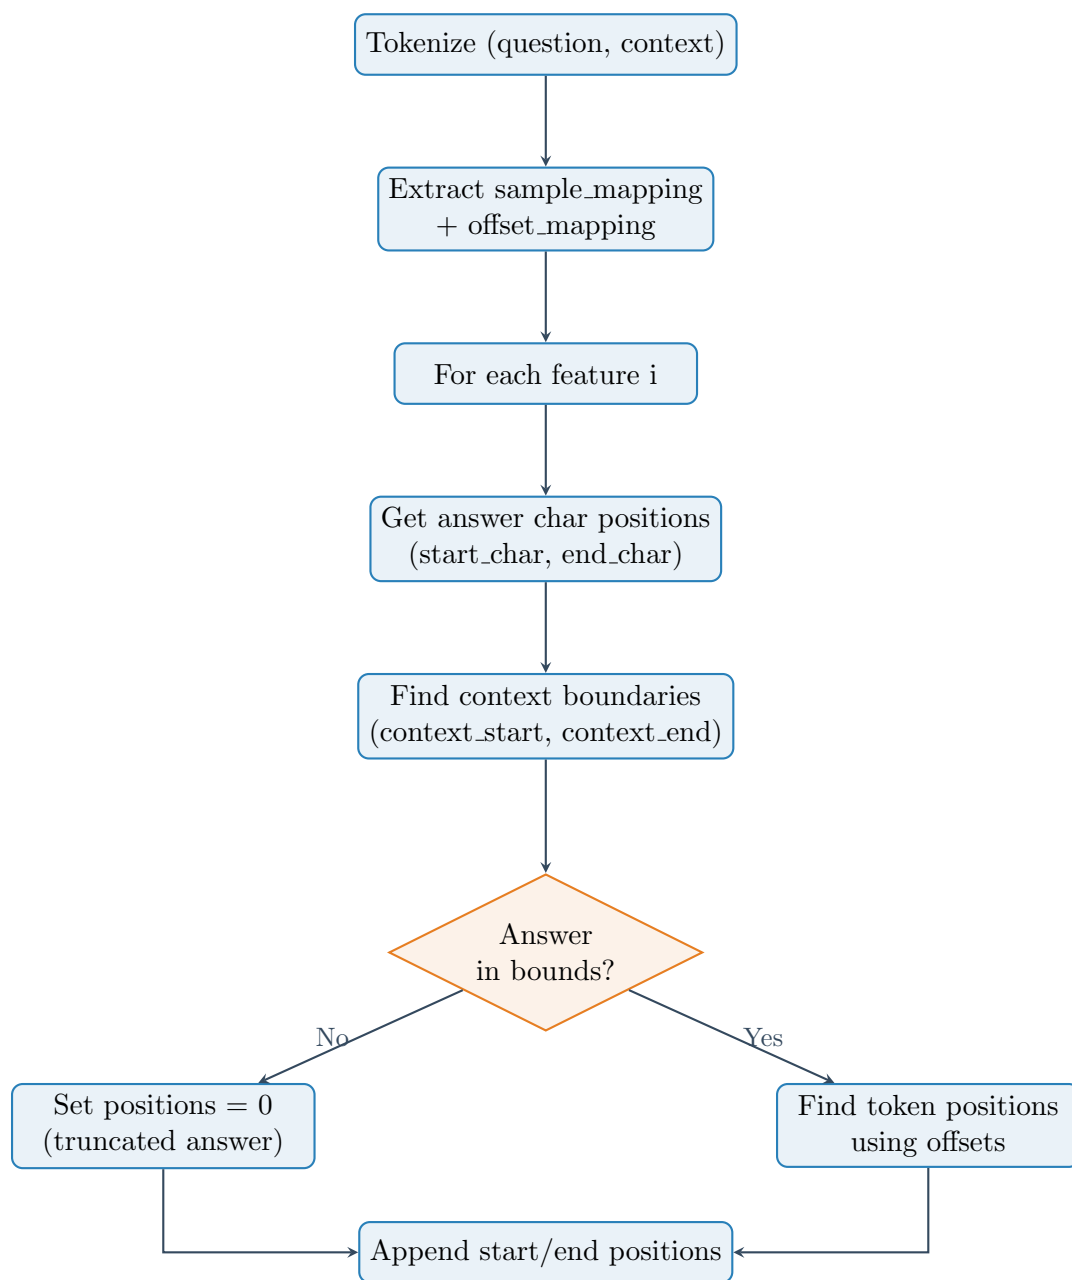 Tokenize (question, context)
Extract sample_mapping
+ offset_mapping
For each feature i
Get answer char positions
(start_char, end_char)
Find context boundaries
(context_start, context_end)
Answer
in bounds?
No
Yes
Set positions = 0
(truncated answer)
Find token positions
using offsets
Append start/end positions